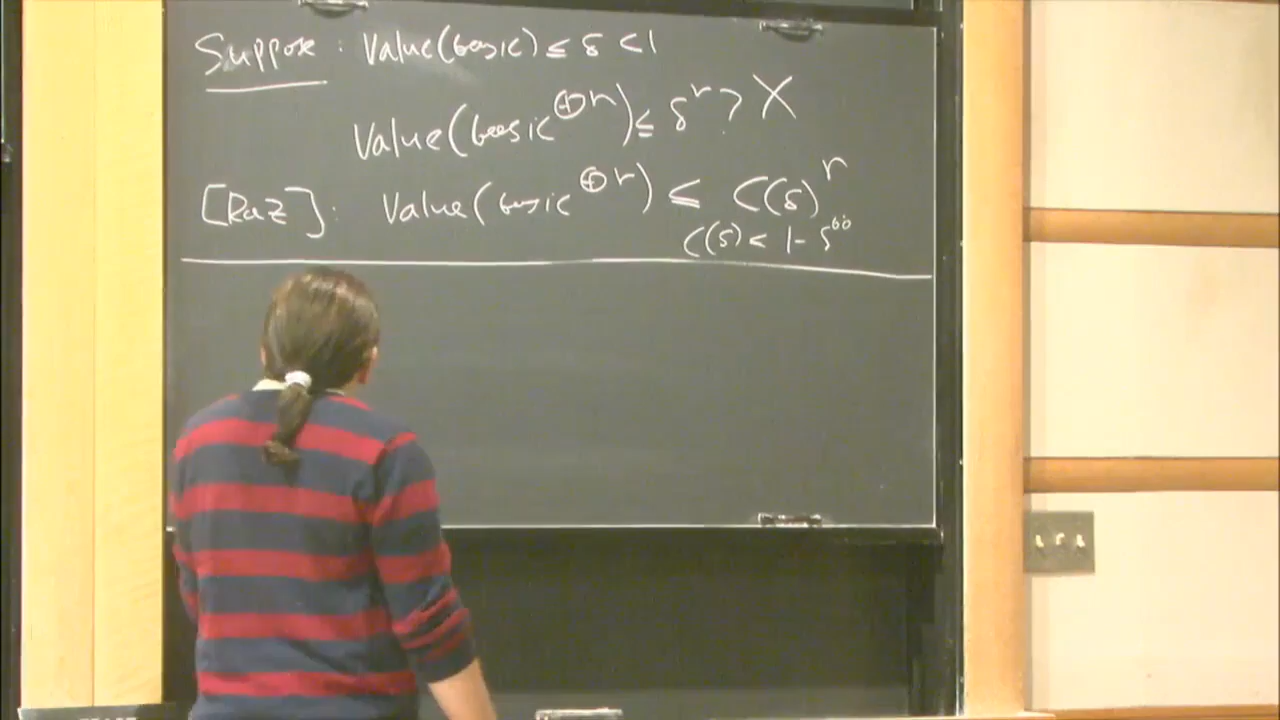 Suppose : Value(basic) ≤ δ < 1
Value(basic^⊕r) ≤ δ^r ? X
[Raz] : Value(basic^⊕r) ≤ C(δ)^r
C(δ) < 1 - δ^60